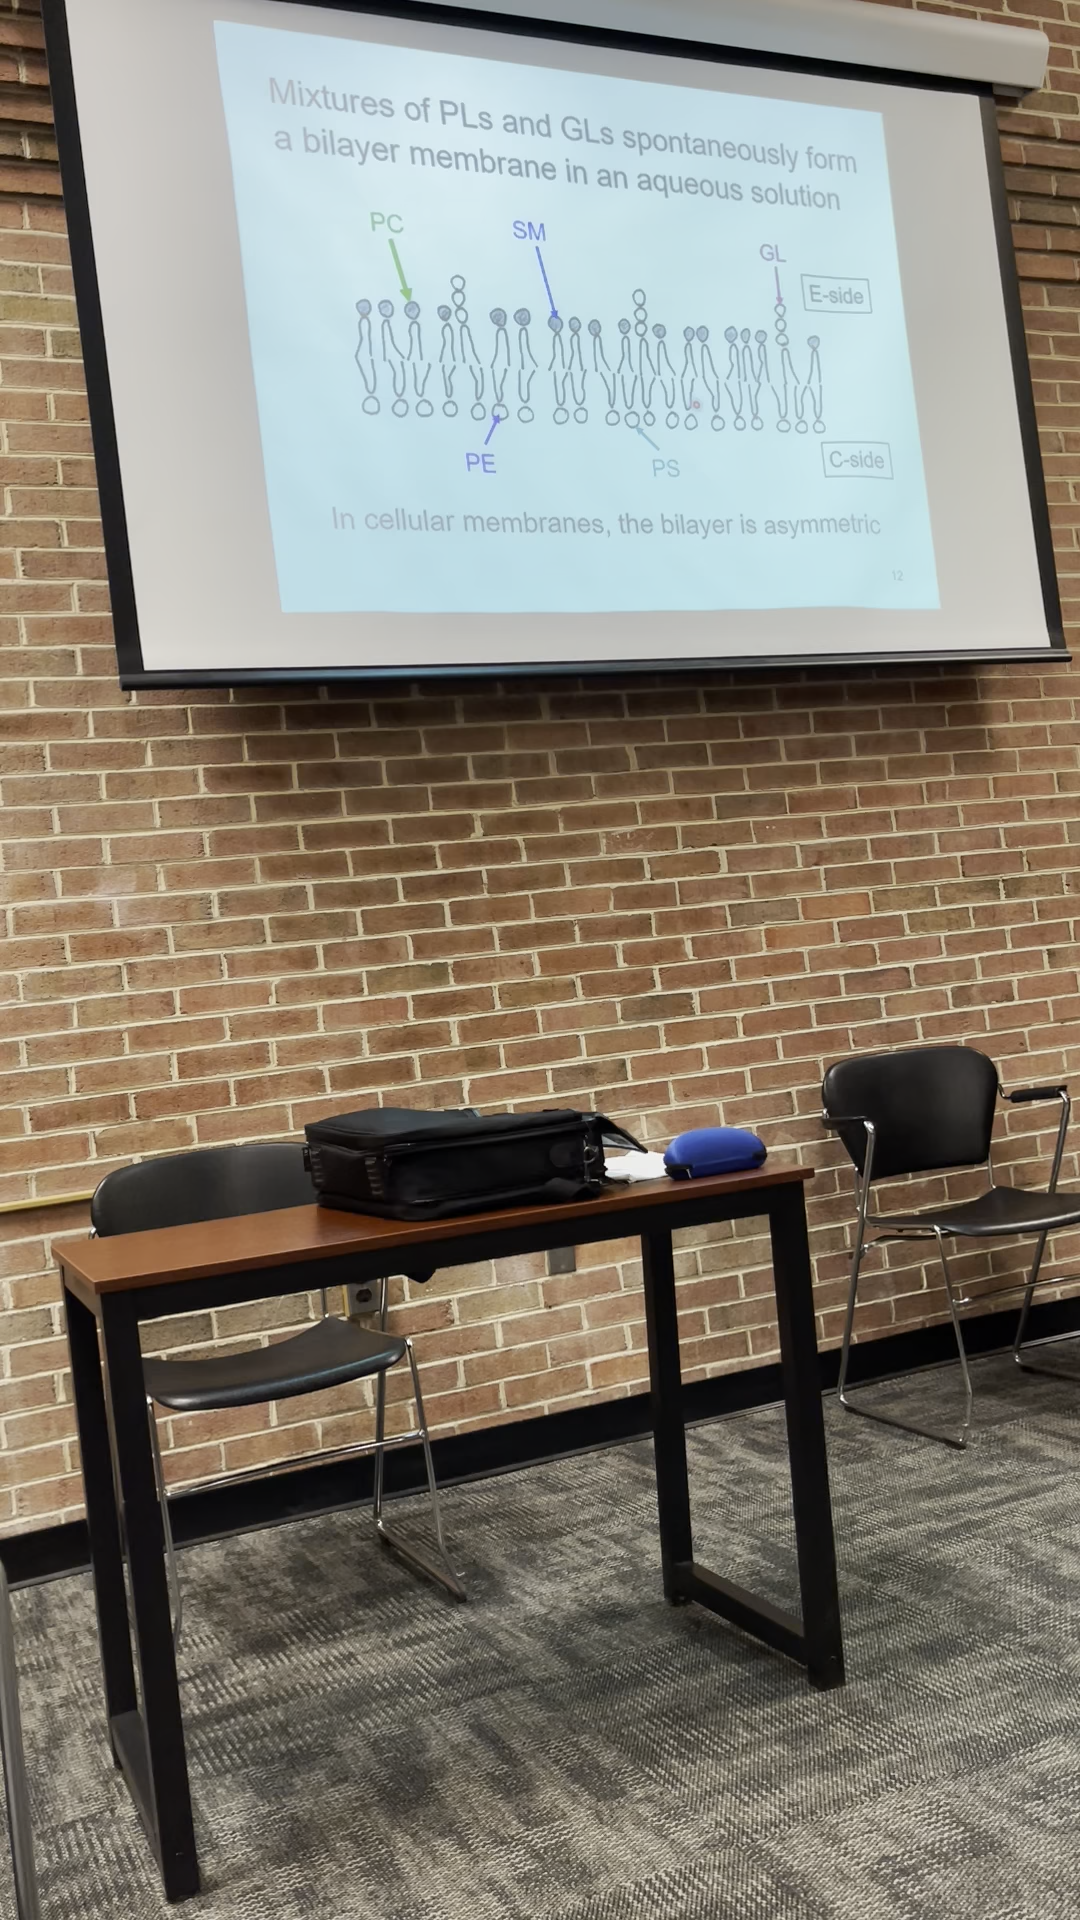 Mixtures of PLs and GLs spontaneously form
a bilayer membrane in an aqueous solution
PC
SM
GL
E-side
PE
PS
C-side
In cellular membranes, the bilayer is asymmetric
12